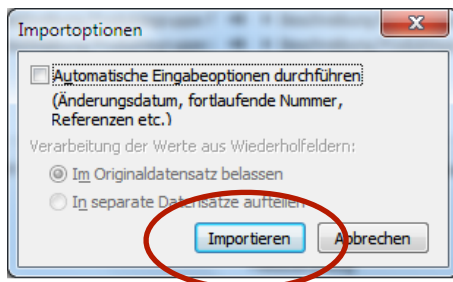 Importoptionen
Automatische Eingabeoptionen durchführen
(Änderungsdatum, fortlaufende Nummer,
Referenzen etc.)
Verarbeitung der Werte aus Wiederholfeldern:
Im Originaldatensatz belassen
In separate Datensätze aufteilen
Importieren
Abbrechen